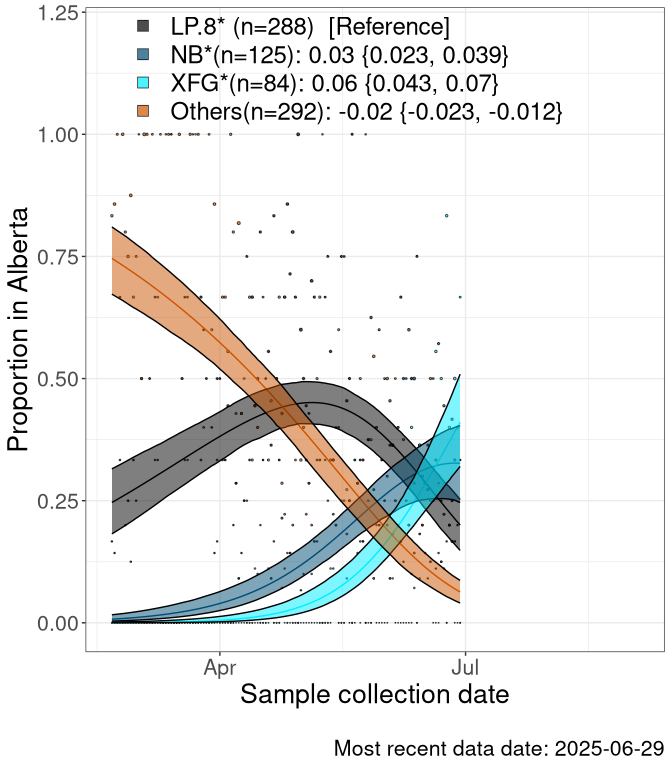 1.25
LP.8* (n=288)  [Reference]
NB*(n=125): 0.03 {0.023, 0.039}
XFG*(n=84): 0.06 {0.043, 0.07}
Others(n=292): -0.02 {-0.023, -0.012}
1.00
0.75
0.50
0.25
0.00
Proportion in Alberta
Apr Jul
Sample collection date
Most recent data date: 2025-06-29